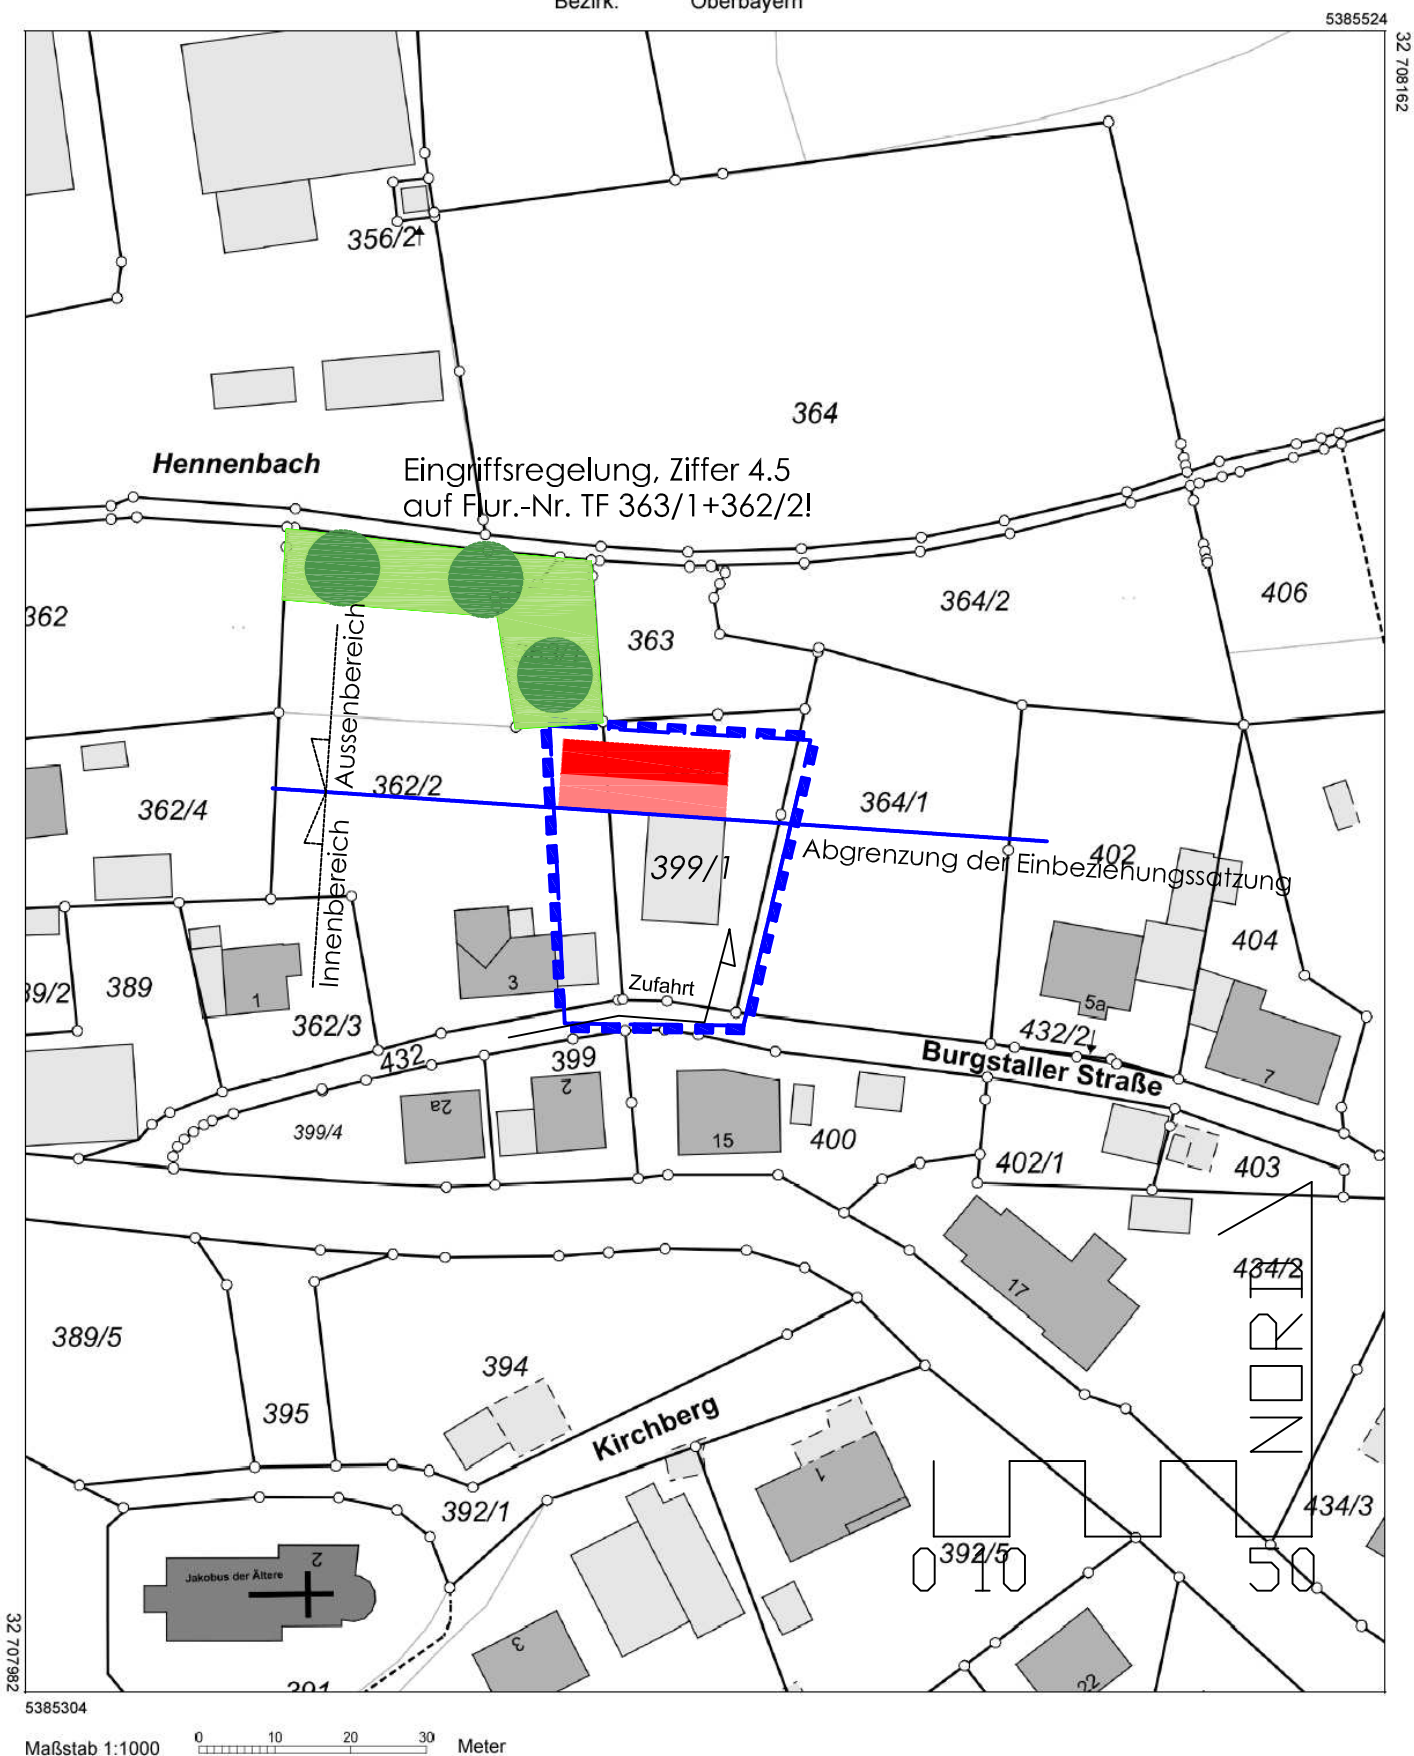 Bezirk: Oberbayern
5385524
32 708162
356/2
364
Hennenbach
Eingriffsregelung, Ziffer 4.5
auf Flur.-Nr. TF 363/1+362/2!
362
363
364/2
406
Aussenbereich
Innenbereich
362/4
362/2
364/1
399/1
402
Abgrenzung der Einbeziehungssatzung
404
389
1
3
Zufahrt
5a
362/3
432/2
432
399
Burgstaller Straße
7
2a
2
399/4
15
400
402/1
403
434/2
17
389/5
394
395
Kirchberg
NORD
1
392/1
434/3
392/5
0 10 50
Jakobus der Ältere
2
3
22
32 707982
5385304
Maßstab 1:1000 0 10 20 30 Meter